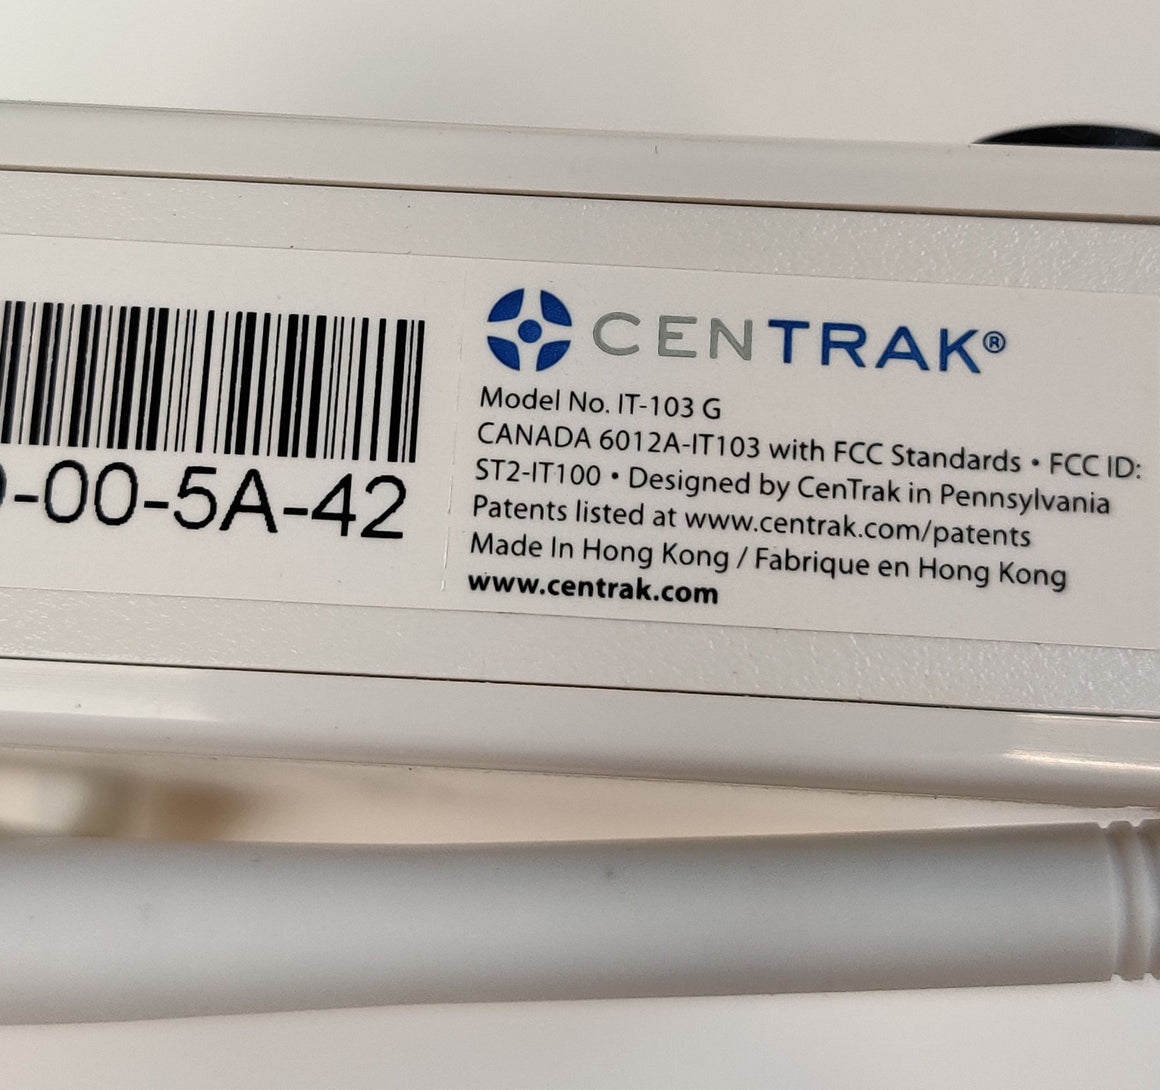 -00-5A-42
CENTRAK®
Model No. IT-103 G
CANADA 6012A-IT103 with FCC Standards • FCC ID:
ST2-IT100 • Designed by CenTrak in Pennsylvania
Patents listed at www.centrak.com/patents
Made In Hong Kong / Fabrique en Hong Kong
www.centrak.com